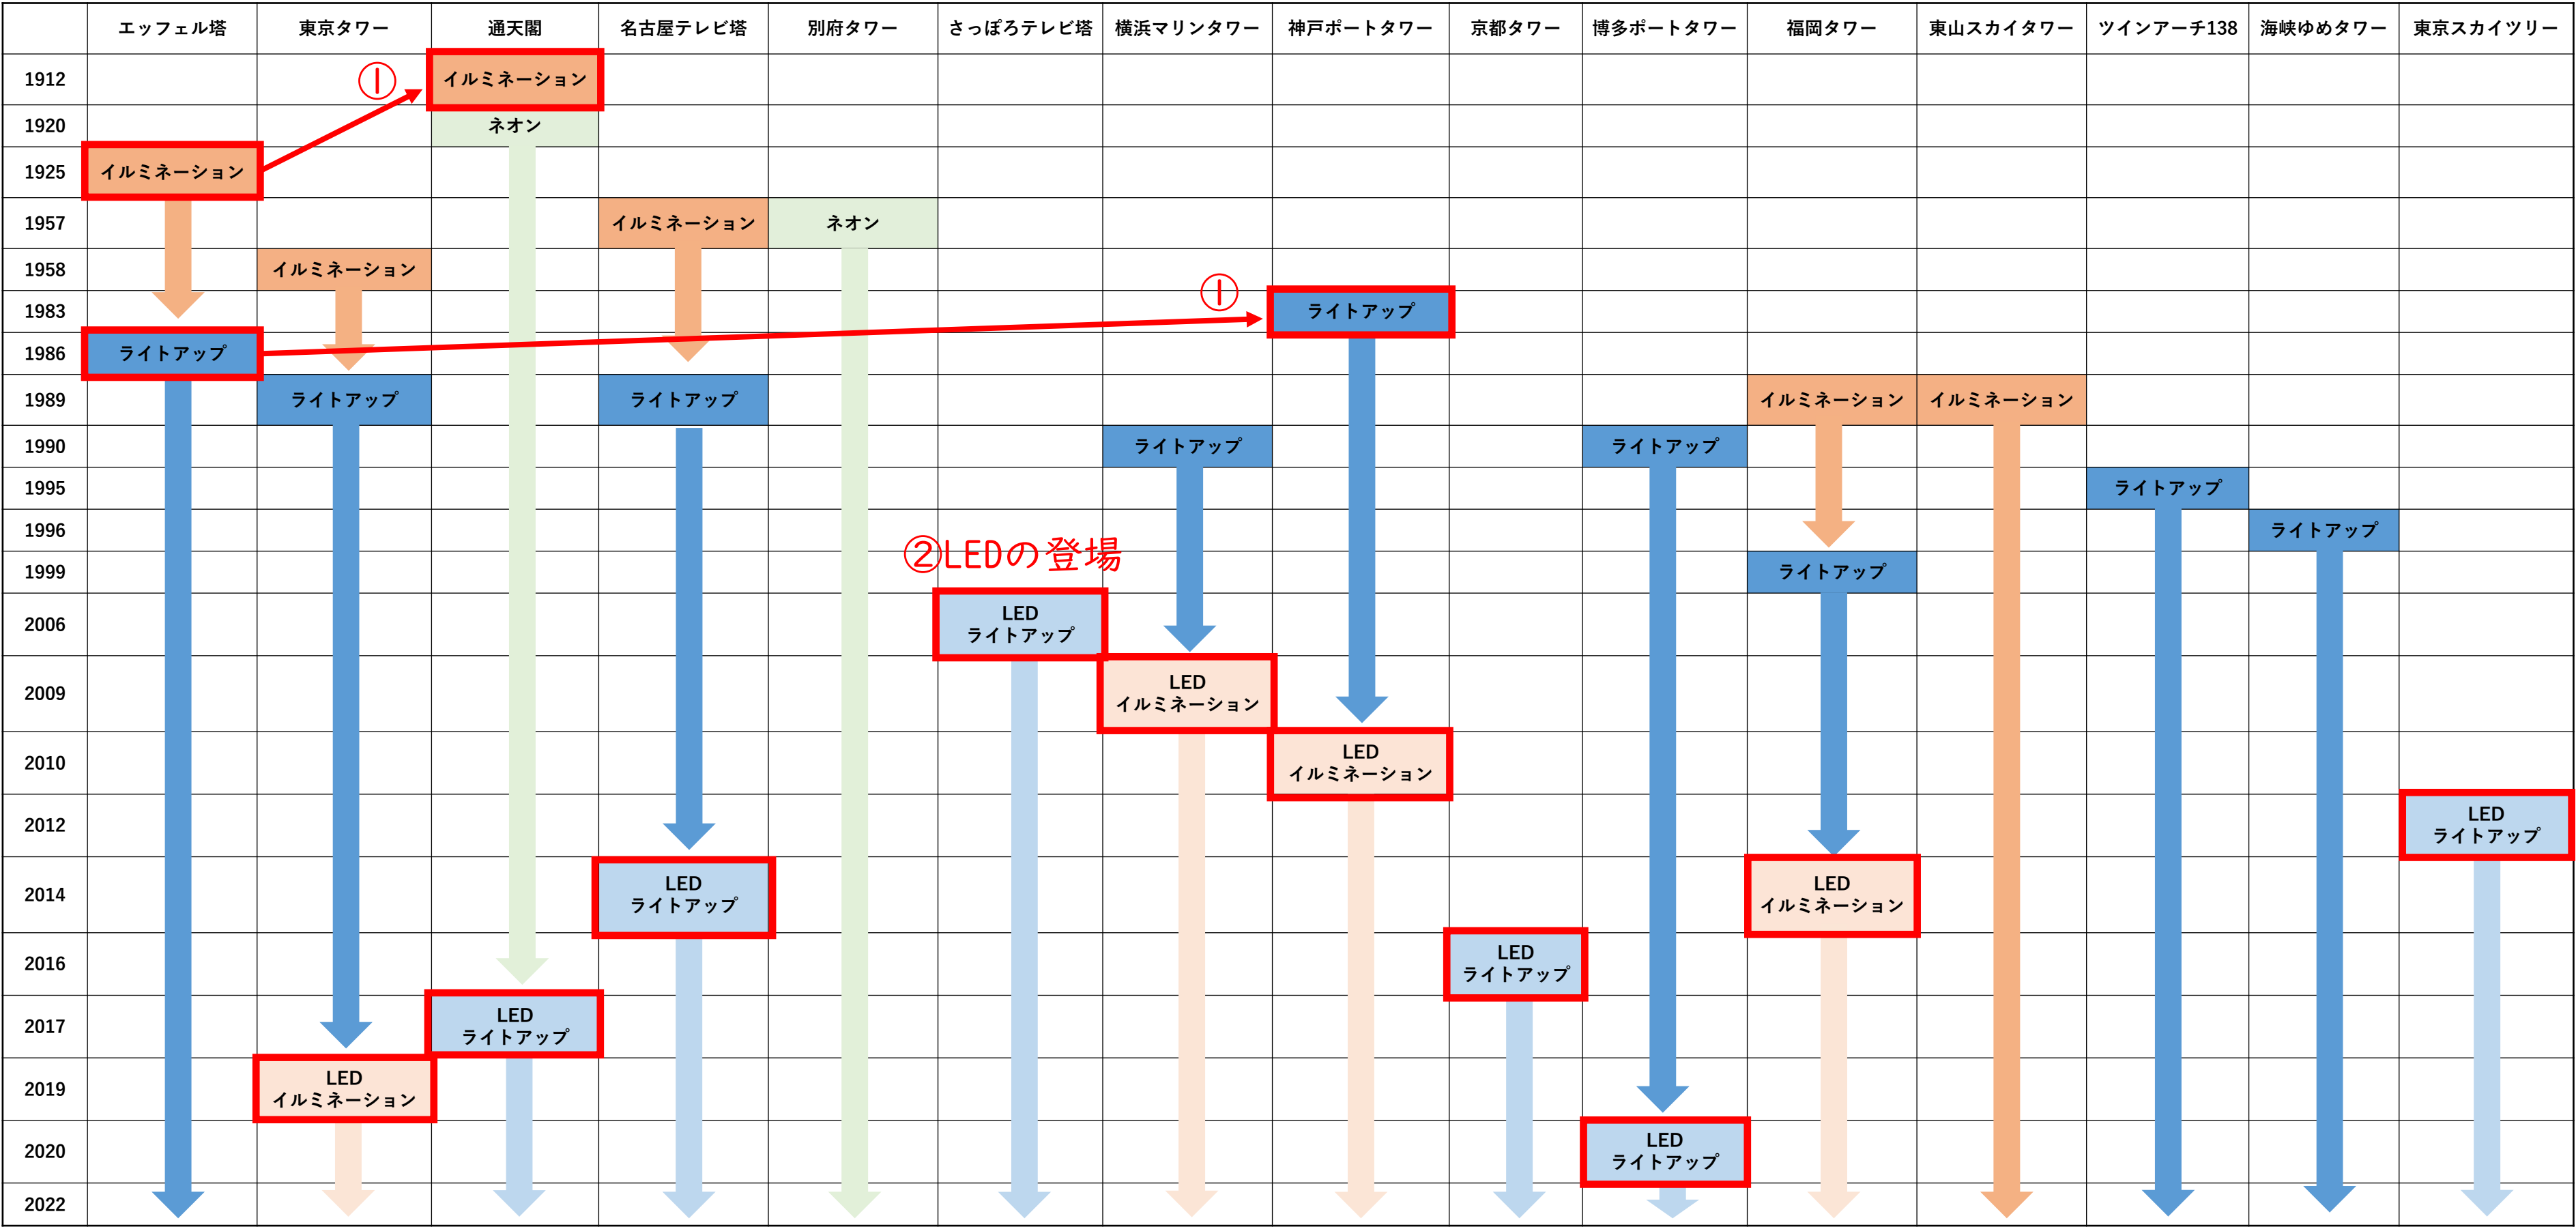 エッフェル塔 東京タワー 通天閣 名古屋テレビ塔 別府タワー さっぽろテレビ塔 横浜マリンタワー 神戸ポートタワー 京都タワー 博多ポートタワー 福岡タワー 東山スカイタワー ツインアーチ138 海峡ゆめタワー 東京スカイツリー
1912 ① イルミネーション
1920 ネオン
1925 イルミネーション
1957 イルミネーション ネオン
1958 イルミネーション
1983 ① ライトアップ
1986 ライトアップ
1989 ライトアップ ライトアップ イルミネーション イルミネーション
1990 ライトアップ ライトアップ
1995 ライトアップ
1996 ライトアップ
②LEDの登場
1999 ライトアップ
2006 LED
ライトアップ
2009 LED
イルミネーション
2010 LED
イルミネーション
2012 LED
ライトアップ
2014 LED LED
ライトアップ イルミネーション
2016 LED
ライトアップ
2017 LED
ライトアップ
2019 LED
イルミネーション
2020 LED
ライトアップ
2022